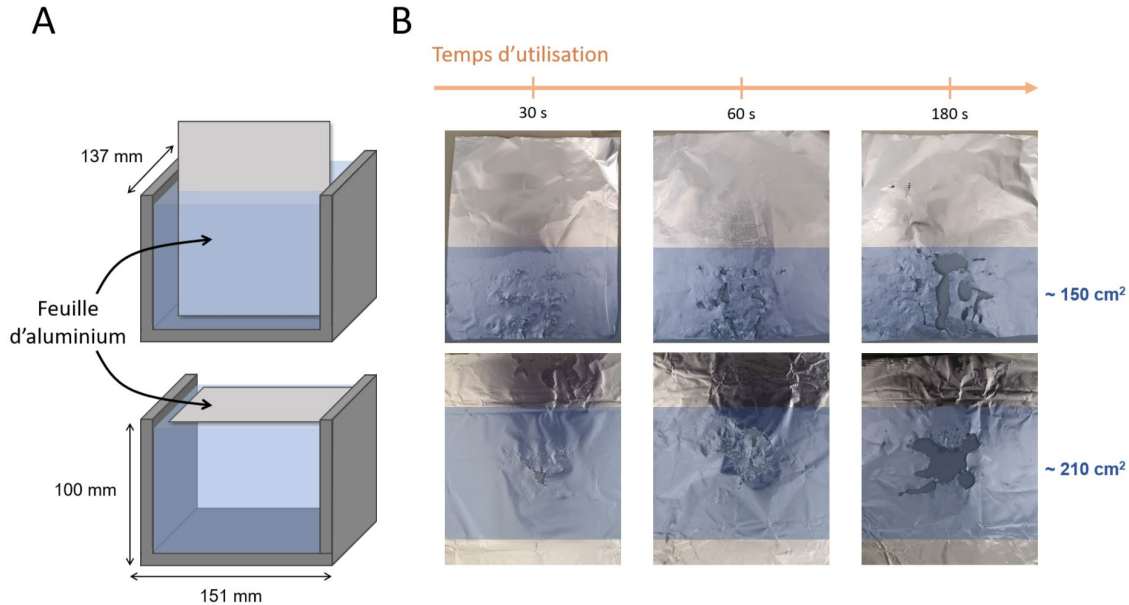 A
B
Temps d'utilisation
30 s
60 s
180 s
137 mm
Feuille
d'aluminium
~ 150 cm²
100 mm
~ 210 cm²
151 mm